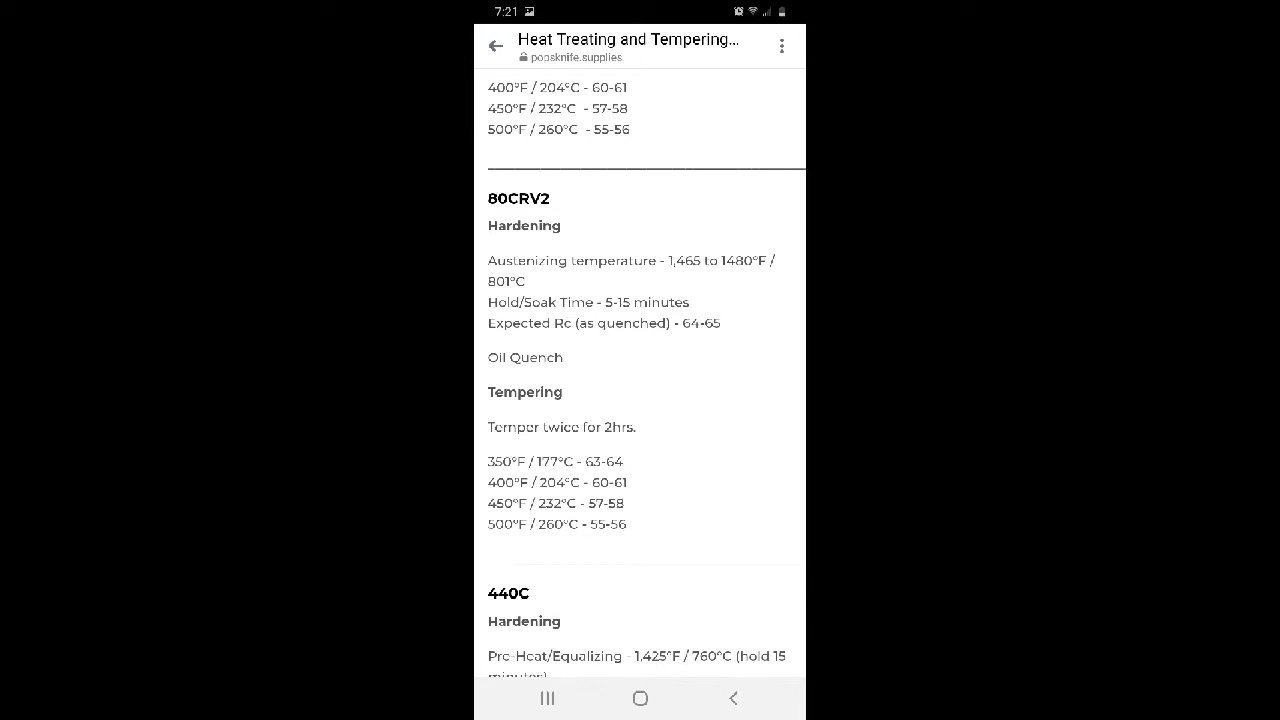 7:21
Heat Treating and Tempering...
popsknife.supplies
400°F / 204°C - 60-61
450°F / 232°C  - 57-58
500°F / 260°C  - 55-56
80CRV2
Hardening
Austenizing temperature - 1,465 to 1480°F /
801°C
Hold/Soak Time - 5-15 minutes
Expected Rc (as quenched) - 64-65
Oil Quench
Tempering
Temper twice for 2hrs.
350°F / 177°C - 63-64
400°F / 204°C - 60-61
450°F / 232°C - 57-58
500°F / 260°C - 55-56
440C
Hardening
Pre-Heat/Equalizing - 1,425°F / 760°C (hold 15
minutes)